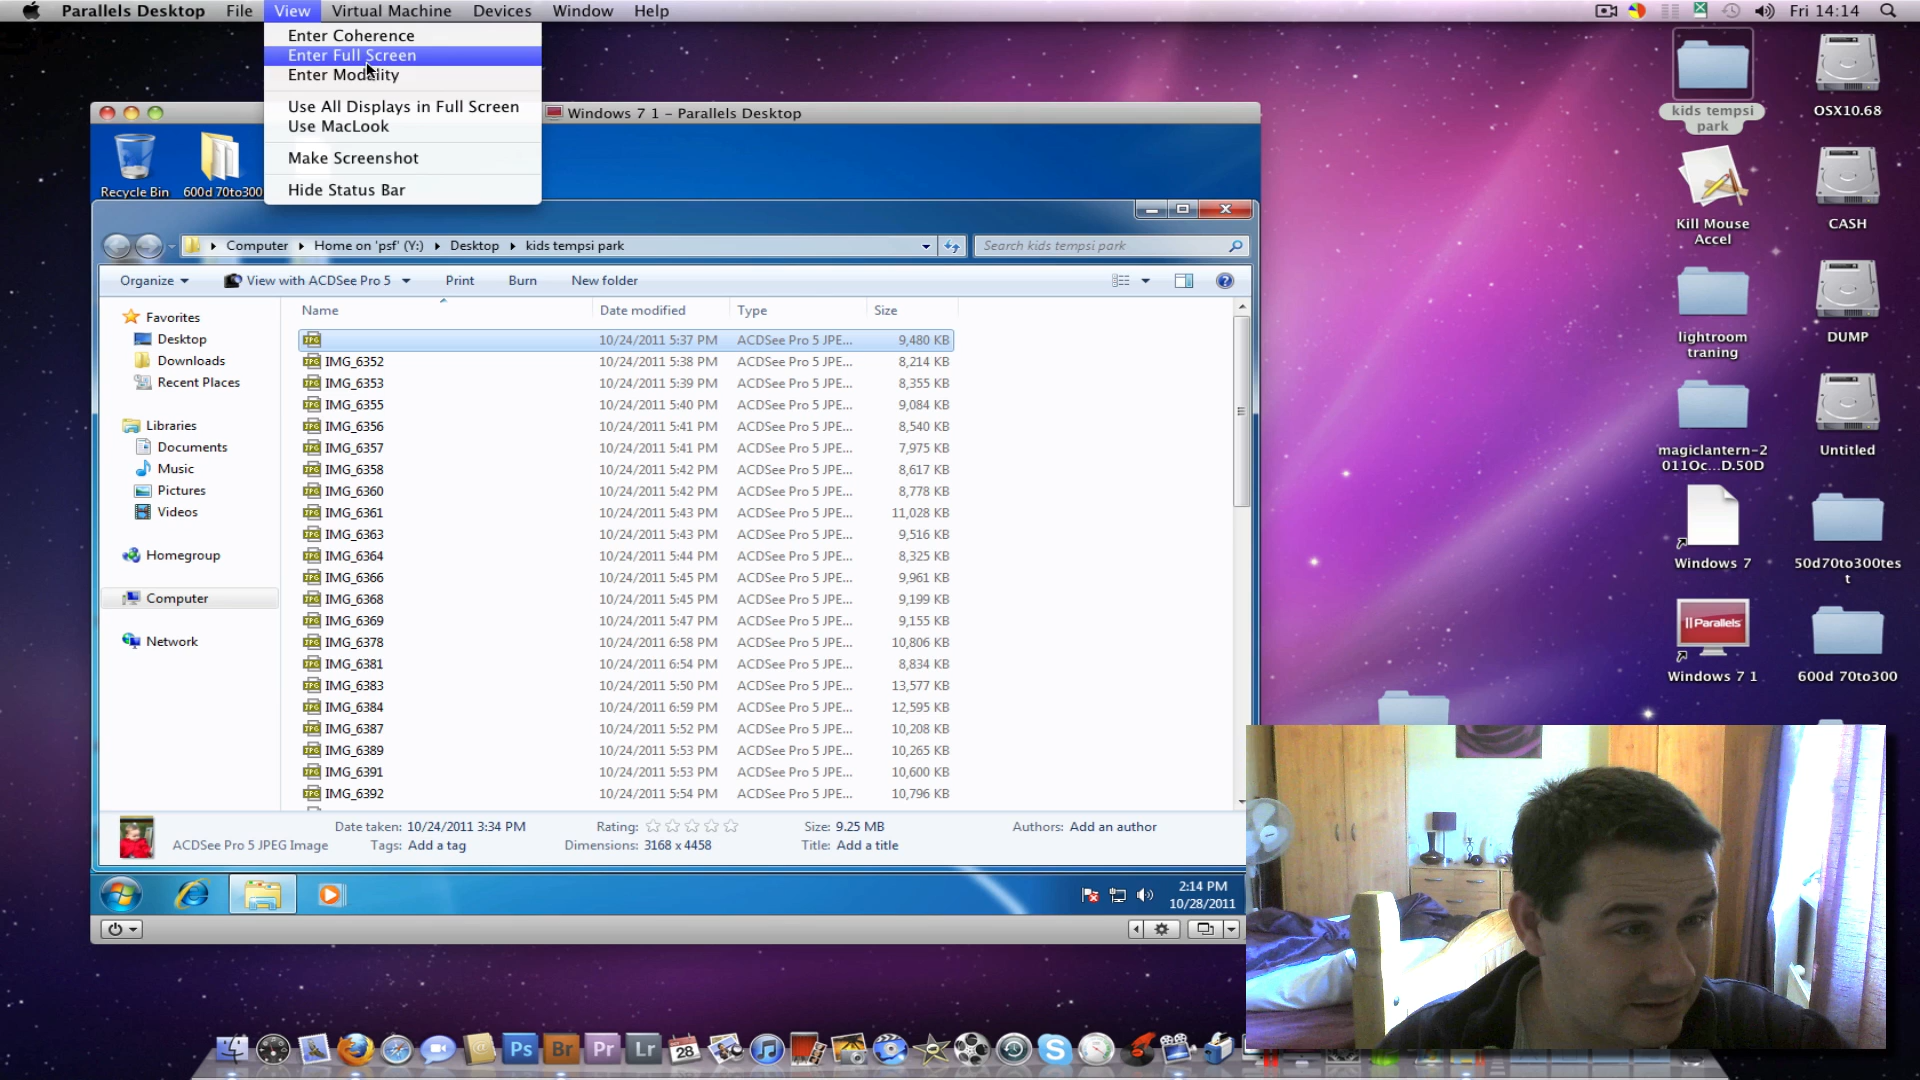 Parallels Desktop File View Virtual Machine Devices Window Help
Fri 14:14
Enter Coherence
Enter Full Screen
Enter Modality
Use All Displays in Full Screen
Use MacLook
Make Screenshot
Hide Status Bar
Windows 7 1 - Parallels Desktop
Recycle Bin
600d 70to300
Computer Home on 'psf' (Y:) Desktop kids tempsi park
Search kids tempsi park
Organize View with ACDSee Pro 5 Print Burn New folder
Favorites
Desktop
Downloads
Recent Places
Libraries
Documents
Music
Pictures
Videos
Homegroup
Computer
Network
Name Date modified Type Size
10/24/2011 5:37 PM ACDSee Pro 5 JPE... 9,480 KB
IMG_6352 10/24/2011 5:38 PM ACDSee Pro 5 JPE... 8,214 KB
IMG_6353 10/24/2011 5:39 PM ACDSee Pro 5 JPE... 8,355 KB
IMG_6355 10/24/2011 5:40 PM ACDSee Pro 5 JPE... 9,084 KB
IMG_6356 10/24/2011 5:41 PM ACDSee Pro 5 JPE... 8,540 KB
IMG_6357 10/24/2011 5:41 PM ACDSee Pro 5 JPE... 7,975 KB
IMG_6358 10/24/2011 5:42 PM ACDSee Pro 5 JPE... 8,617 KB
IMG_6360 10/24/2011 5:42 PM ACDSee Pro 5 JPE... 8,778 KB
IMG_6361 10/24/2011 5:43 PM ACDSee Pro 5 JPE... 11,028 KB
IMG_6363 10/24/2011 5:43 PM ACDSee Pro 5 JPE... 9,516 KB
IMG_6364 10/24/2011 5:44 PM ACDSee Pro 5 JPE... 8,325 KB
IMG_6366 10/24/2011 5:45 PM ACDSee Pro 5 JPE... 9,961 KB
IMG_6368 10/24/2011 5:45 PM ACDSee Pro 5 JPE... 9,199 KB
IMG_6369 10/24/2011 5:47 PM ACDSee Pro 5 JPE... 9,155 KB
IMG_6378 10/24/2011 6:58 PM ACDSee Pro 5 JPE... 10,806 KB
IMG_6381 10/24/2011 6:54 PM ACDSee Pro 5 JPE... 8,834 KB
IMG_6383 10/24/2011 5:50 PM ACDSee Pro 5 JPE... 13,577 KB
IMG_6384 10/24/2011 6:59 PM ACDSee Pro 5 JPE... 12,595 KB
IMG_6387 10/24/2011 5:52 PM ACDSee Pro 5 JPE... 10,208 KB
IMG_6389 10/24/2011 5:53 PM ACDSee Pro 5 JPE... 10,265 KB
IMG_6391 10/24/2011 5:53 PM ACDSee Pro 5 JPE... 10,600 KB
IMG_6392 10/24/2011 5:54 PM ACDSee Pro 5 JPE... 10,796 KB
Date taken: 10/24/2011 3:34 PM Rating: Size: 9.25 MB Authors: Add an author
ACDSee Pro 5 JPEG Image Tags: Add a tag Dimensions: 3168 x 4458 Title: Add a title
2:14 PM
10/28/2011
kids tempsi
park
OSX10.68
Kill Mouse
Accel
CASH
lightroom
traning
DUMP
magiclantern-2
011Oc...D.50D
Untitled
Windows 7
50d70to300tes
t
Parallels
Windows 7 1
600d 70to300
Ps Br Pr Lr 28